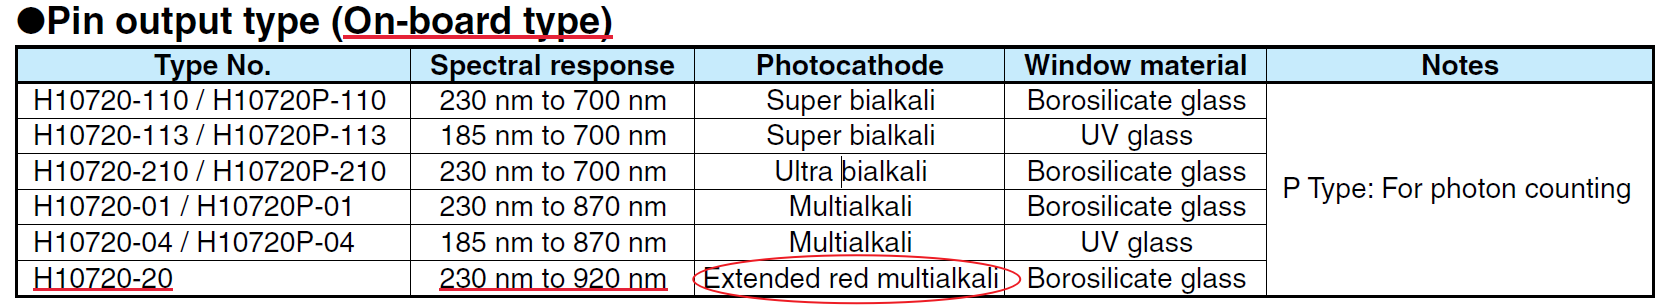 ●Pin output type (On-board type)
Type No. Spectral response Photocathode Window material Notes
H10720-110 / H10720P-110 230 nm to 700 nm Super bialkali Borosilicate glass
H10720-113 / H10720P-113 185 nm to 700 nm Super bialkali UV glass
H10720-210 / H10720P-210 230 nm to 700 nm Ultra bialkali Borosilicate glass
P Type: For photon counting
H10720-01 / H10720P-01 230 nm to 870 nm Multialkali Borosilicate glass
H10720-04 / H10720P-04 185 nm to 870 nm Multialkali UV glass
H10720-20 230 nm to 920 nm Extended red multialkali Borosilicate glass